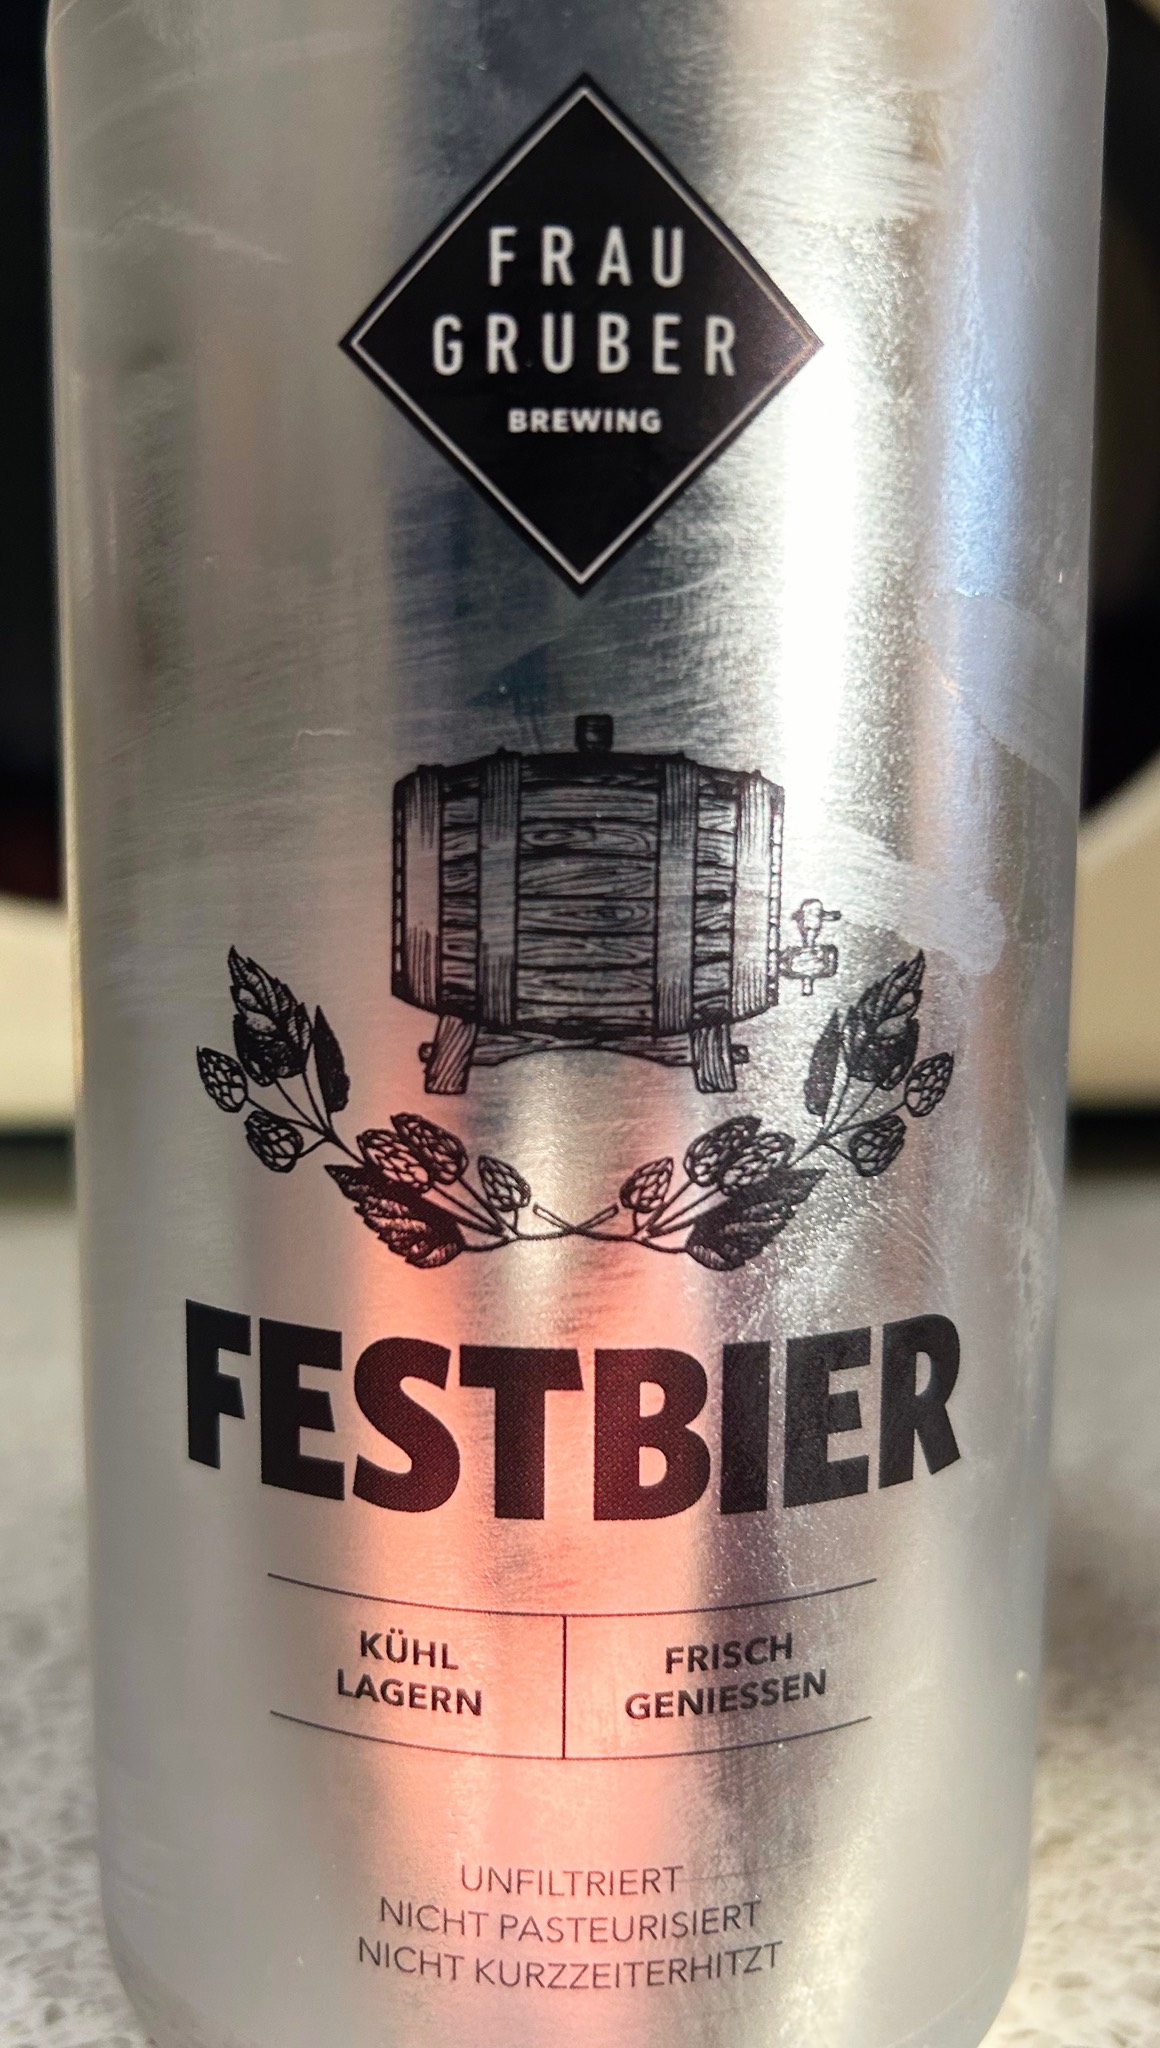 FRAU
GRUBER
BREWING
FESTBIER
KÜHL
LAGERN
FRISCH
GENIESSEN
UNFILTRIERT
NICHT PASTEURISIERT
NICHT KURZZEITERHITZT